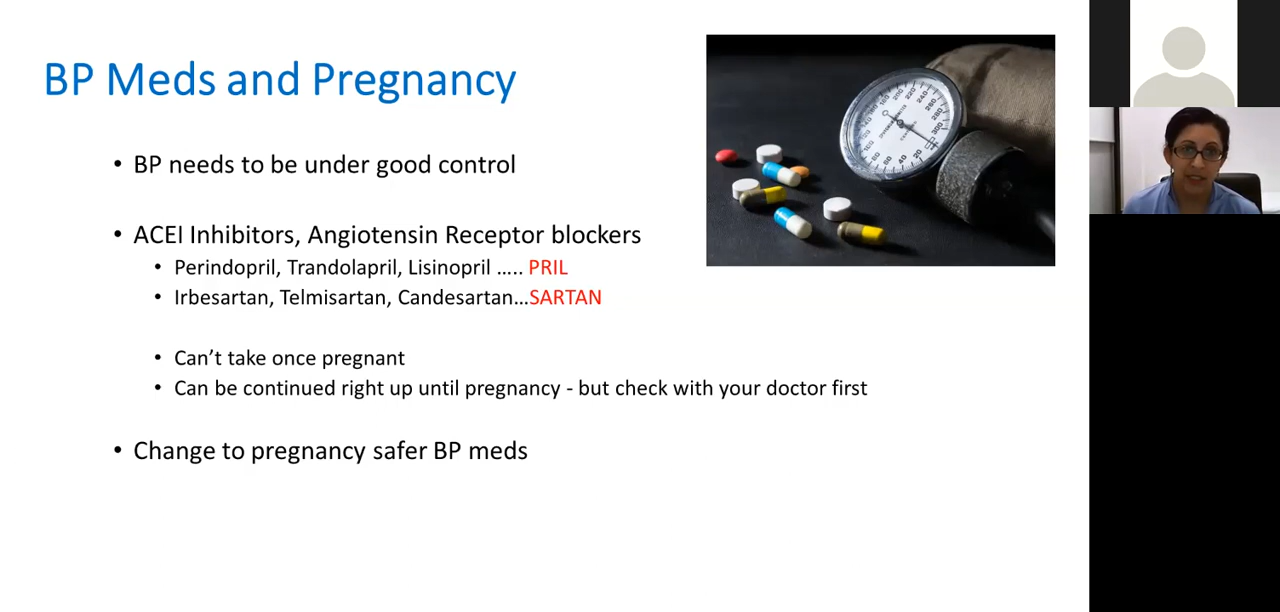 BP Meds and Pregnancy
• BP needs to be under good control
• ACEI Inhibitors, Angiotensin Receptor blockers
• Perindopril, Trandolapril, Lisinopril ..... PRIL
• Irbesartan, Telmisartan, Candesartan...SARTAN
• Can't take once pregnant
• Can be continued right up until pregnancy - but check with your doctor first
• Change to pregnancy safer BP meds